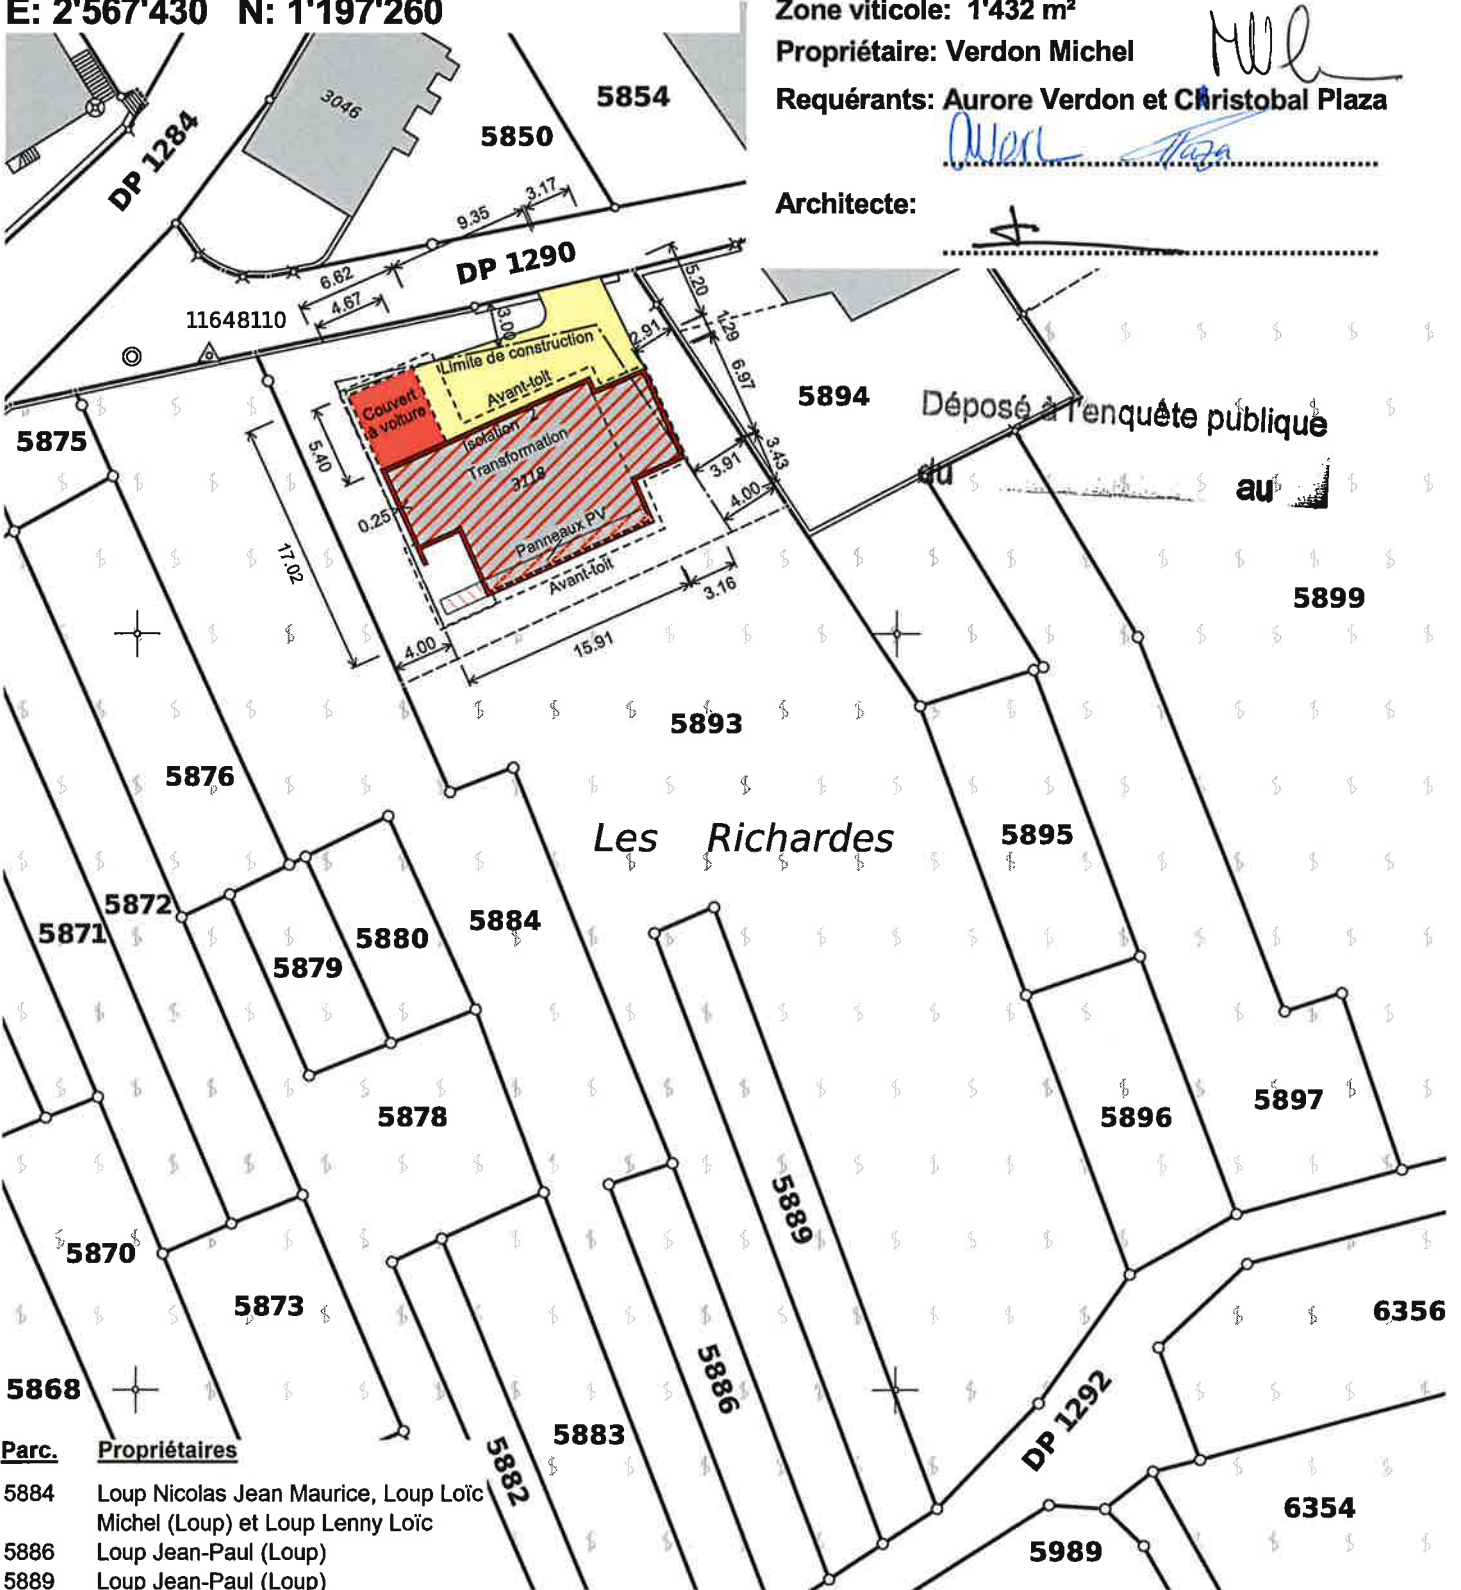 E: 2'567'430 N: 1'197'260
Zone viticole: 1'432 m²
Propriétaire: Verdon Michel
Requérants: Aurore Verdon et Christobal Plaza
Plaza
Architecte:
3046
5854
5850
DP 1284
3.17
9.35
DP 1290
6.62
4.67
11648110
3.00
5.20
1.29
2.91
6.97
Limite de construction
Avant-toit
Couvert
à voiture
5894
Déposé à l'enquête publique
du au
5875
5.40
Isolation
Transformation
3118
3.91
3.43
4.00
0.25
Panneaux PV
Avant-toit
17.02
3.16
15.91
4.00
5899
5893
5876
Les Richardes
5895
5872
5871
5884
5880
5879
5878
5896
5897
5889
5870
5873
6356
5886
5868
DP 1292
5883
5882
6354
5989
Parc. Propriétaires
5884 Loup Nicolas Jean Maurice, Loup Loïc
Michel (Loup) et Loup Lenny Loïc
5886 Loup Jean-Paul (Loup)
5889 Loup Jean-Paul (Loup)